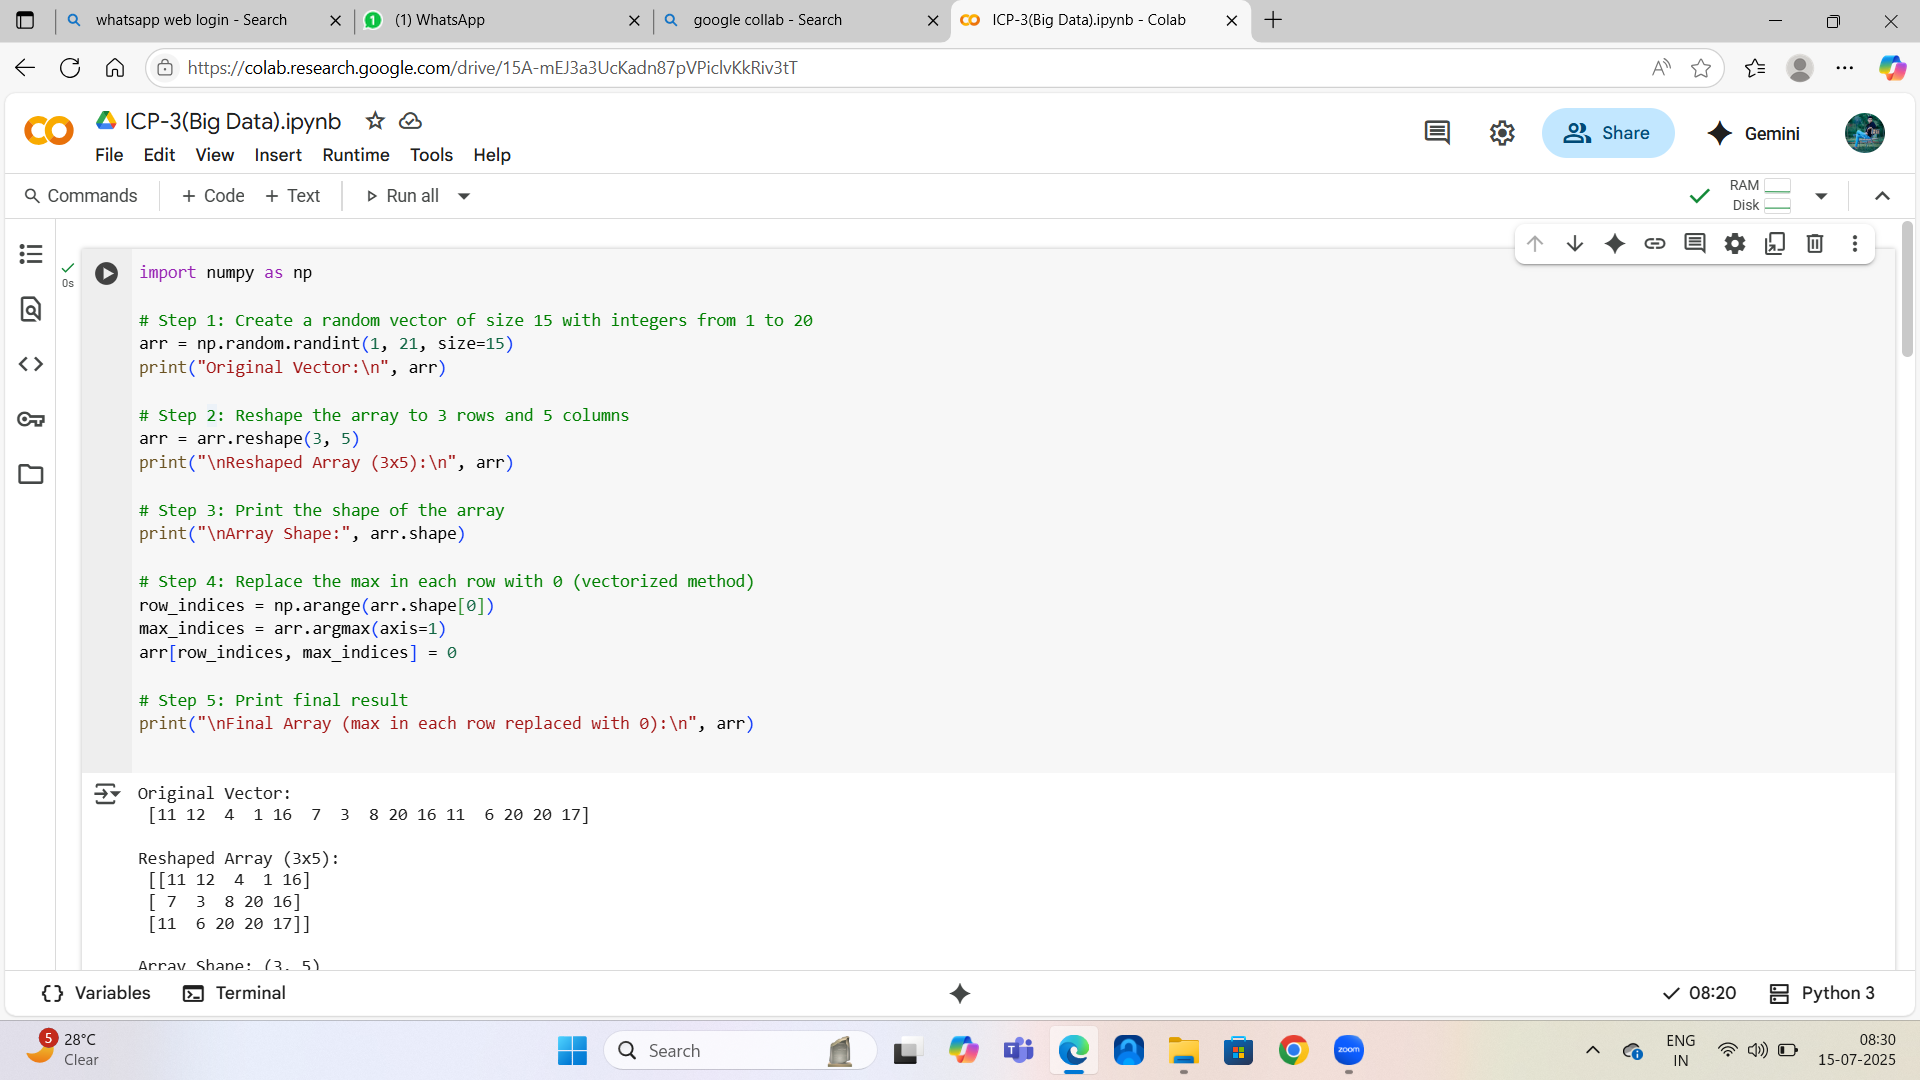 whatsapp web login - Search
(1) WhatsApp
google collab - Search
ICP-3(Big Data).ipynb - Colab
https://colab.research.google.com/drive/15A-mEJ3a3UcKadn87pVPiclvKkRiv3tT
ICP-3(Big Data).ipynb
Share
Gemini
File Edit View Insert Runtime Tools Help
Commands + Code + Text Run all
RAM
Disk
0s
import numpy as np
# Step 1: Create a random vector of size 15 with integers from 1 to 20
arr = np.random.randint(1, 21, size=15)
print("Original Vector:\n", arr)
# Step 2: Reshape the array to 3 rows and 5 columns
arr = arr.reshape(3, 5)
print("\nReshaped Array (3x5):\n", arr)
# Step 3: Print the shape of the array
print("\nArray Shape:", arr.shape)
# Step 4: Replace the max in each row with 0 (vectorized method)
row_indices = np.arange(arr.shape[0])
max_indices = arr.argmax(axis=1)
arr[row_indices, max_indices] = 0
# Step 5: Print final result
print("\nFinal Array (max in each row replaced with 0):\n", arr)
Original Vector:
[11 12  4  1 16  7  3  8 20 16 11  6 20 20 17]
Reshaped Array (3x5):
[[11 12  4  1 16]
[ 7  3  8 20 16]
[11  6 20 20 17]]
Array Shape: (3, 5)
Variables Terminal
08:20 Python 3
5
28°C
Clear
Search
zoom
ENG
IN
08:30
15-07-2025